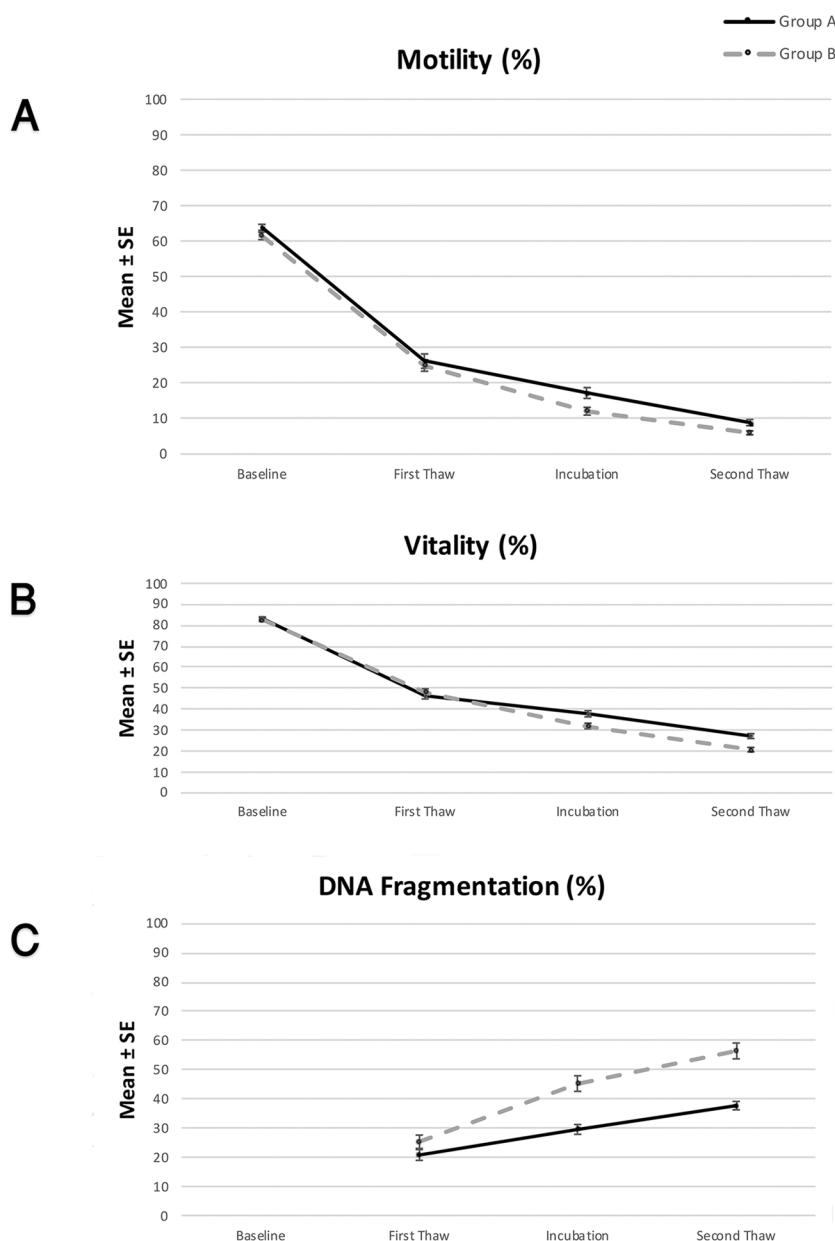 Group A
Group B
Motility (%)
A
100
90
80
70
60
50
40
30
20
10
0
Mean ± SE
Baseline First Thaw Incubation Second Thaw
Vitality (%)
B
100
90
80
70
60
50
40
30
20
10
0
Mean ± SE
Baseline First Thaw Incubation Second Thaw
DNA Fragmentation (%)
C
100
90
80
70
60
50
40
30
20
10
0
Mean ± SE
Baseline First Thaw Incubation Second Thaw